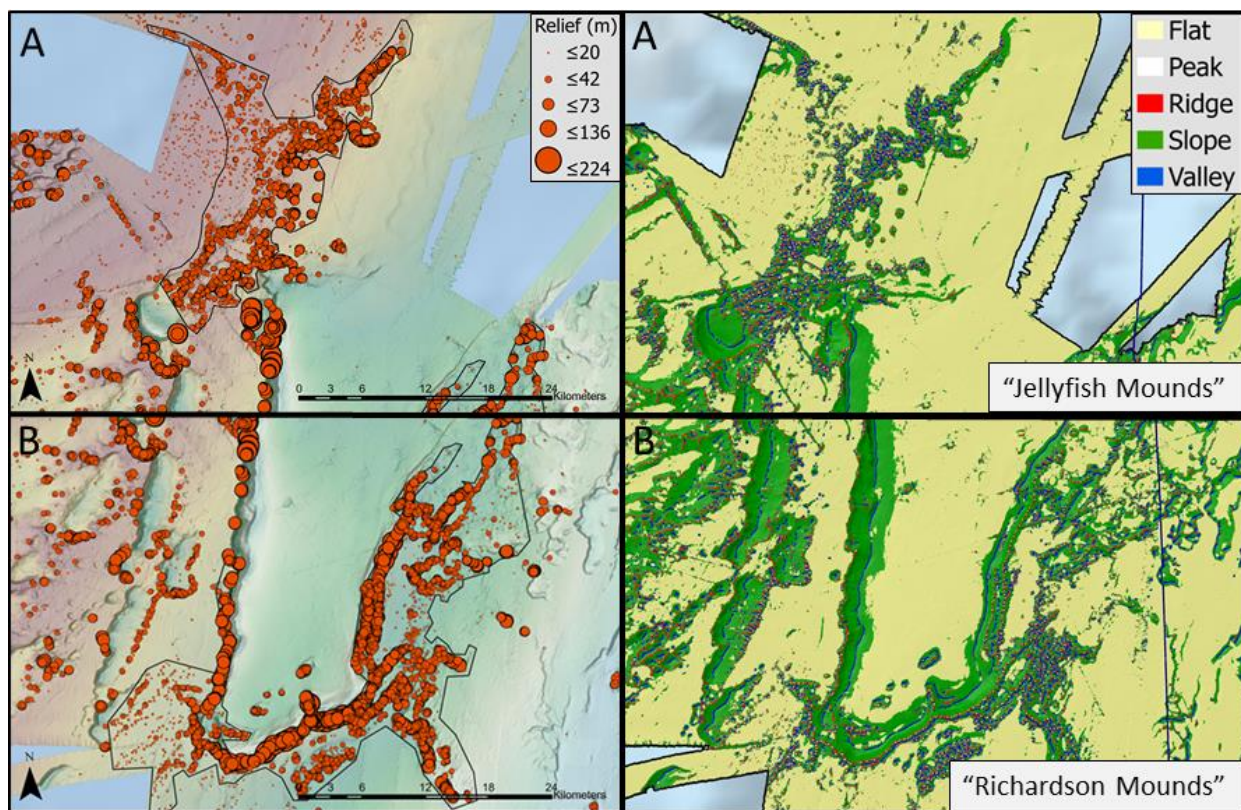 A
Relief (m)
≤20
≤42
≤73
≤136
≤224
N
0 3 6 12 18 24
Kilometers
A
Flat
Peak
Ridge
Slope
Valley
“Jellyfish Mounds”
B
N
0 3 6 12 18 24
Kilometers
B
“Richardson Mounds”